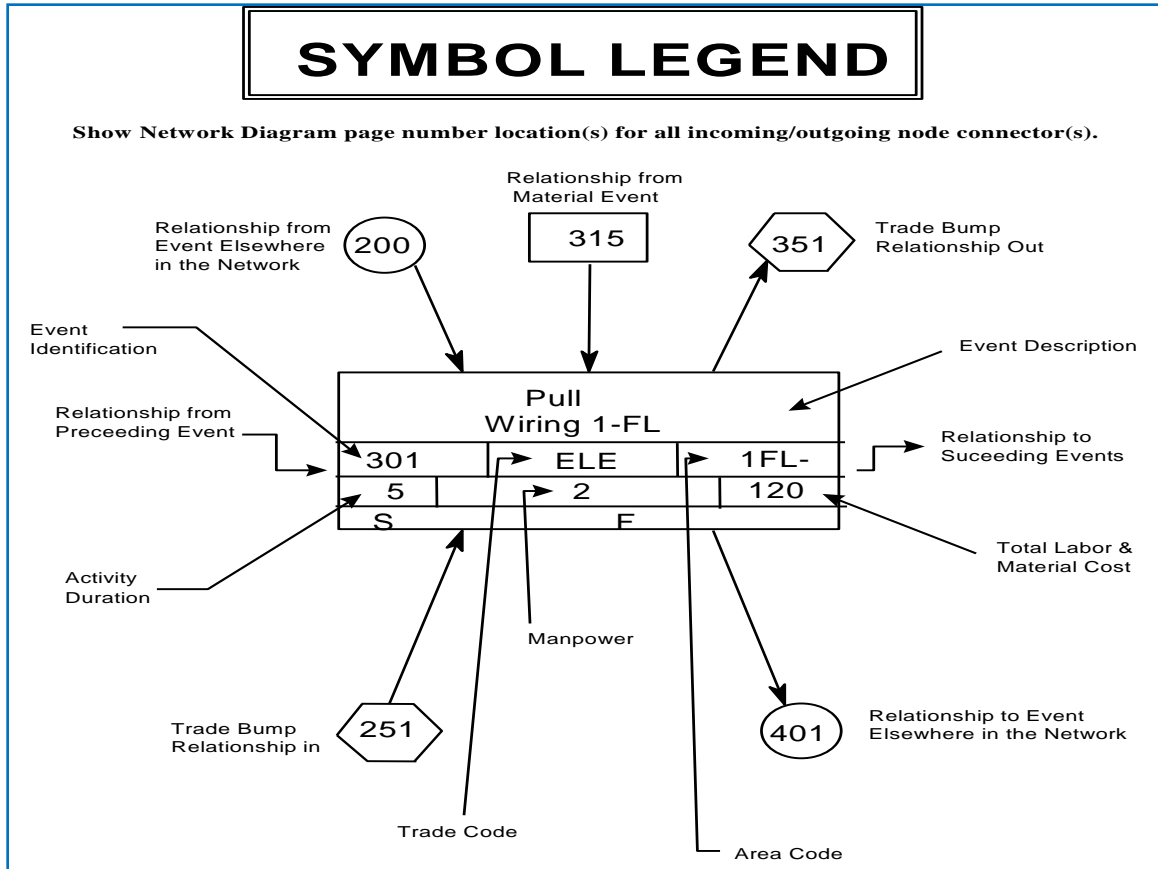 SYMBOL LEGEND
Show Network Diagram page number location(s) for all incoming/outgoing node connector(s).
Relationship from
Material Event
315
Relationship from
Event Elsewhere
in the Network
200
351
Trade Bump
Relationship Out
Event
Identification
Event Description
Pull
Wiring 1-FL
Relationship from
Preceeding Event
301
ELE
1FL-
Relationship to
Suceeding Events
5
2
120
S
F
Activity
Duration
Total Labor &
Material Cost
Manpower
Trade Bump
Relationship in
251
401
Relationship to Event
Elsewhere in the Network
Trade Code
Area Code